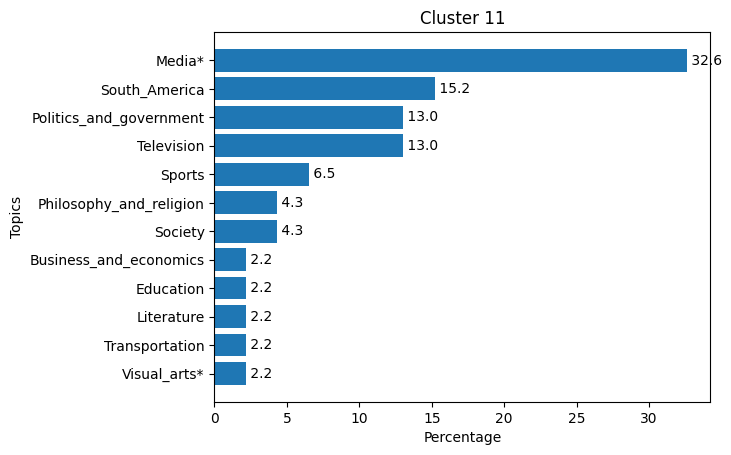 Cluster 11
Topics
Media* 32.6
South_America 15.2
Politics_and_government 13.0
Television 13.0
Sports 6.5
Philosophy_and_religion 4.3
Society 4.3
Business_and_economics 2.2
Education 2.2
Literature 2.2
Transportation 2.2
Visual_arts* 2.2
0 5 10 15 20 25 30
Percentage